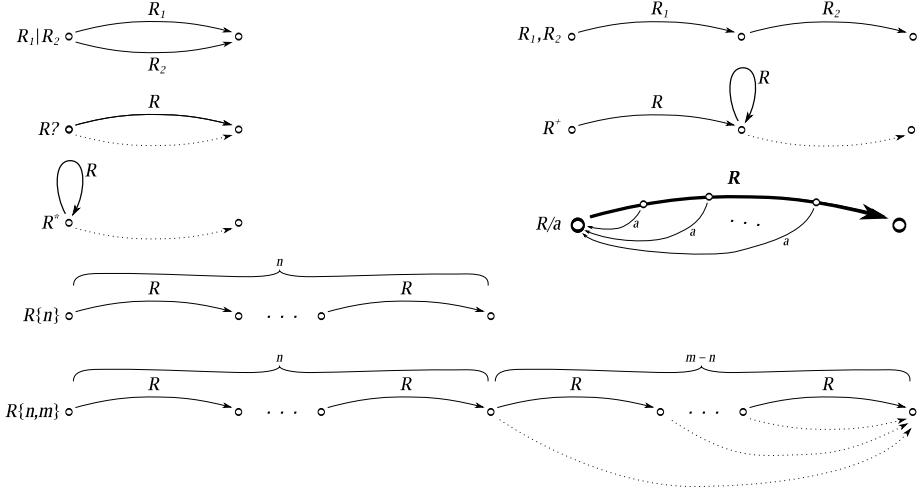 R₁
R₁|R₂
R₂
R₁
R₂
R₁,R₂
R
R?
R
R
R⁺
R
R*
R
R/a
a
a
a
. . .
n
R
R
R{n}
. . .
n
m – n
R
R
R
R
R{n,m}
. . .
. . .